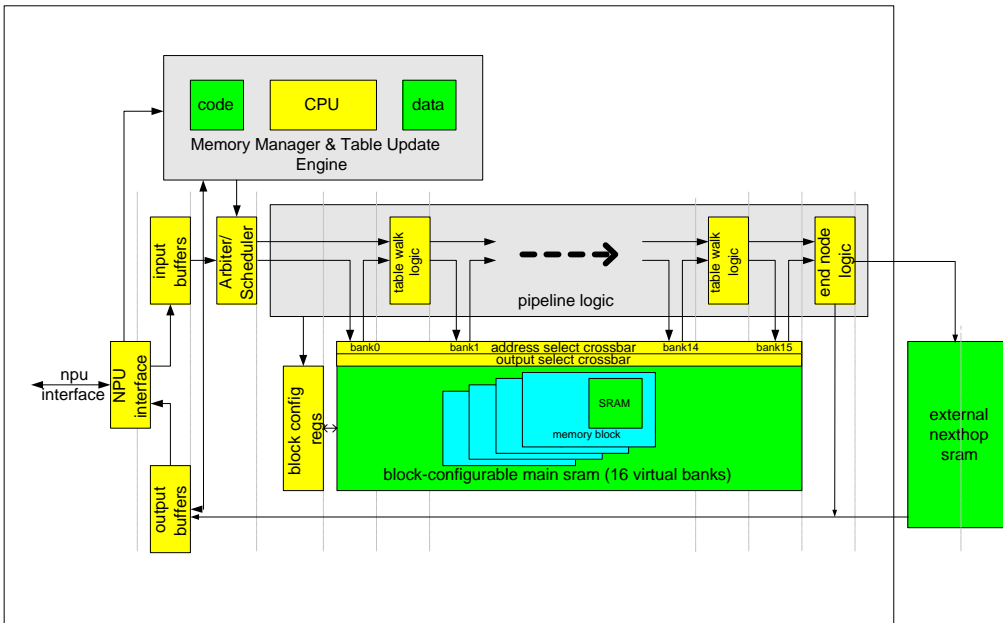 code
CPU
data
Memory Manager & Table Update
Engine
input
buffers
Arbiter/
Scheduler
table walk
logic
table walk
logic
end node
logic
pipeline logic
bank0
bank1
address select crossbar
bank14
bank15
output select crossbar
npu
interface
NPU
interface
block config
regs
SRAM
memory block
block-configurable main sram (16 virtual banks)
external
nexthop
sram
output
buffers